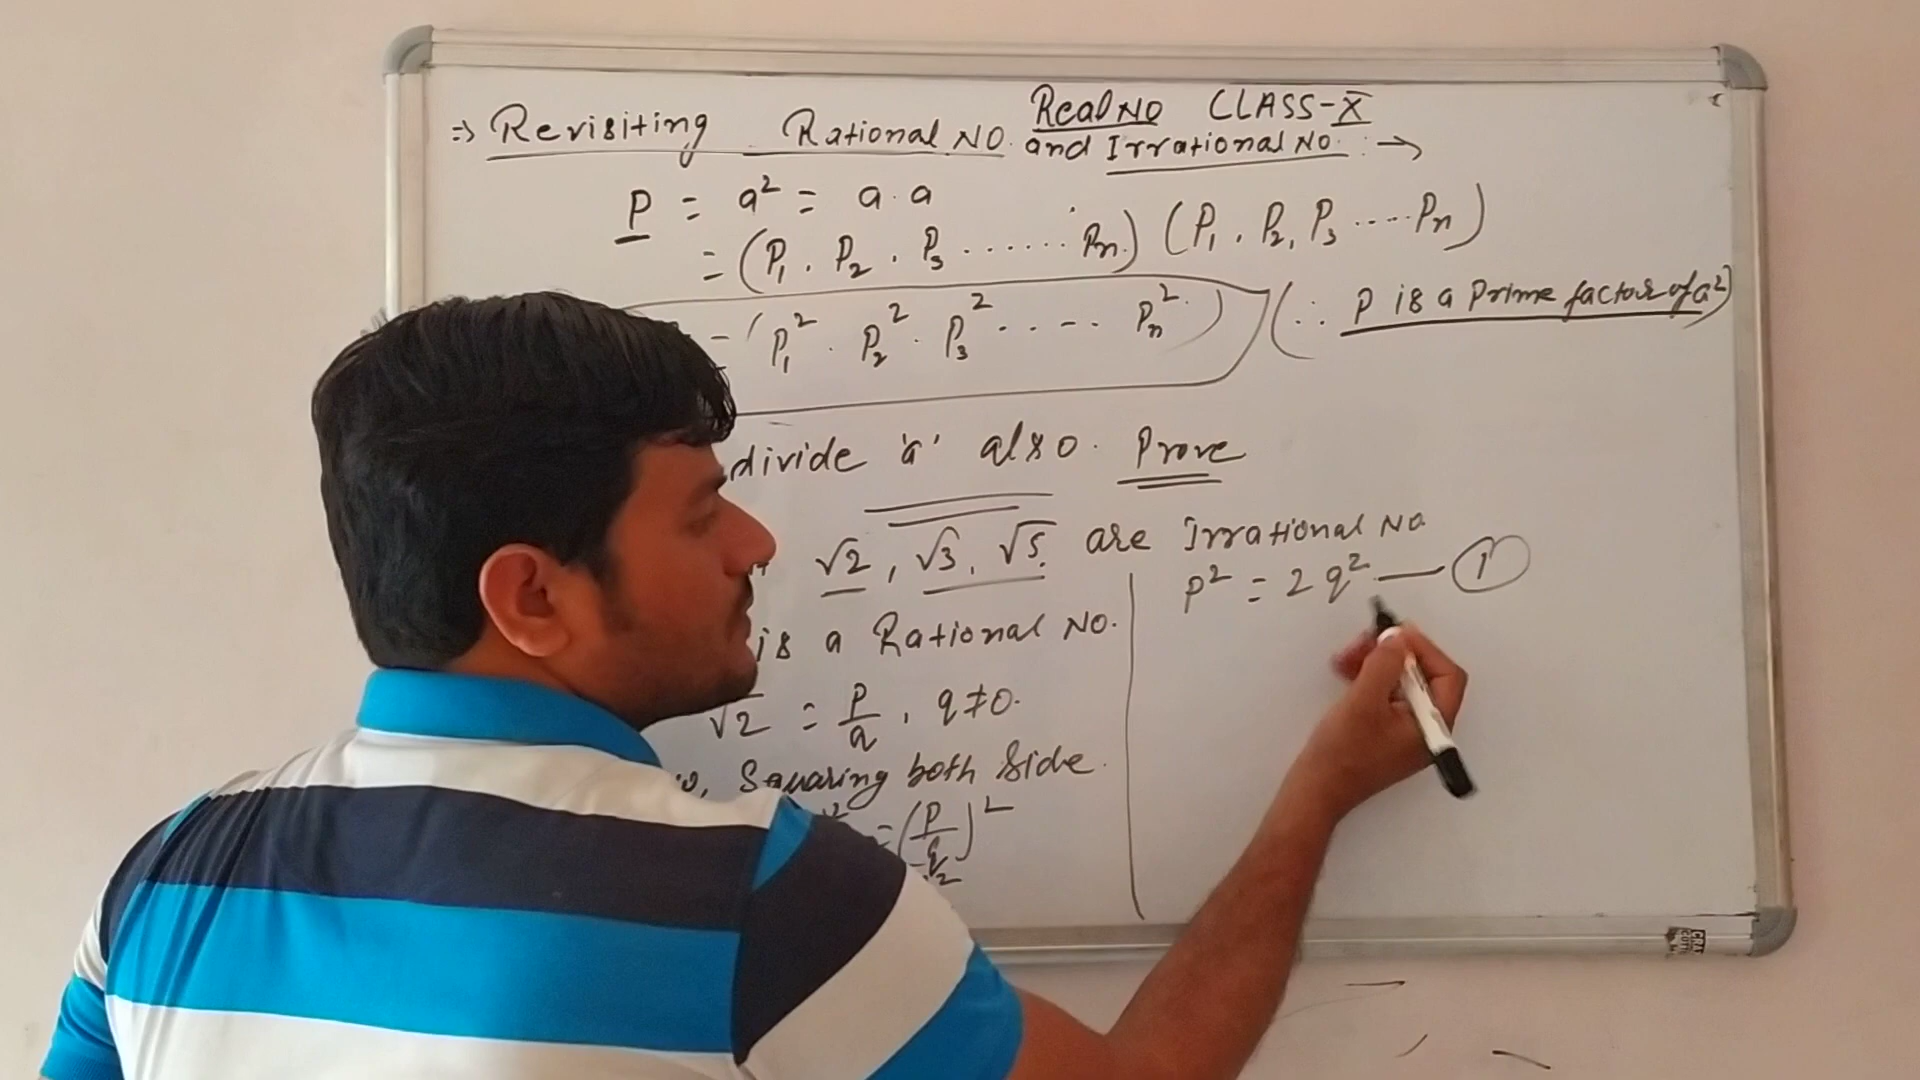 Real NO CLASS-X
⇒ Revisiting Rational NO. and Irrational NO. :→
P = a² = a.a
= (P₁ . P₂ . P₃ ....... Pn.) (P₁ . P₂, P₃ ..... Pn)
= (P₁² . P₂² . P₃² . . - - . Pn².) (∴ P is a Prime factor of a²)
divide 'a' also. Prove
√2, √3, √5. are Irrational NO
is a Rational NO.
√2 = P/q, q≠0.
Squaring both side.
= (P/q)²
P² = 2q² — (1)